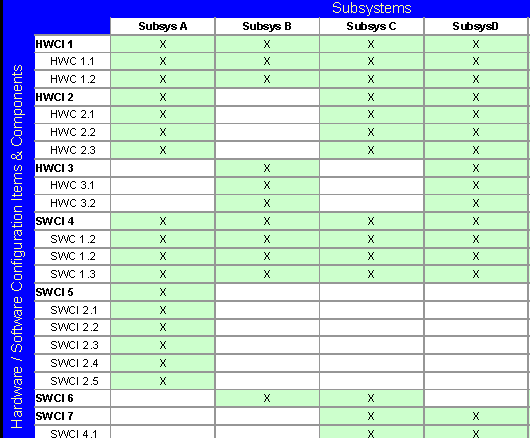 Subsystems
Subsys A Subsys B Subsys C SubsysD
Hardware / Software Configuration Items & Components
HWCI 1 X X X X
HWC 1.1 X X X X
HWC 1.2 X X X X
HWCI 2 X X X
HWC 2.1 X X X
HWC 2.2 X X X
HWC 2.3 X X X
HWCI 3 X X
HWC 3.1 X X
HWC 3.2 X X
SWCI 4 X X X X
SWC 1.2 X X X X
SWC 1.2 X X X X
SWC 1.3 X X X X
SWCI 5 X
SWCI 2.1 X
SWCI 2.2 X
SWCI 2.3 X
SWCI 2.4 X
SWCI 2.5 X
SWCI 6 X X
SWCI 7 X X
SWCI 4.1 X X